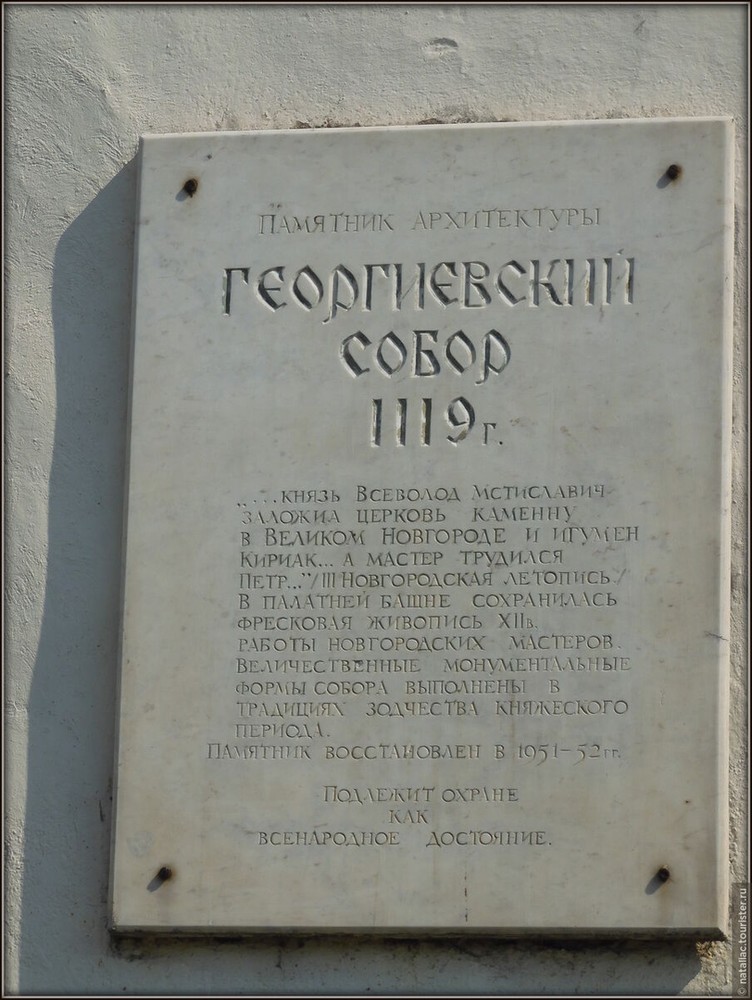 ПАМЯТНИК АРХИТЕКТУРЫ
ГЕОРГИЕВСКИЙ
СОБОР
1119 г.
„....князь Всеволод Мстиславич
заложиа церковь каменну
в Великом Новгороде и игумен
Кириак... а мастер трудился
Петр..."/III Новгородская летопись/
В палатней башне сохранилась
фресковая живопись XII в.
работы новгородских мастеров.
Величественные монументальные
формы собора выполнены в
традициях зодчества княжеского
периода.
Памятник восстановлен в 1951-52 гг.
Подлежит охране
как
всенародное достояние.
© natallac.tourister.ru